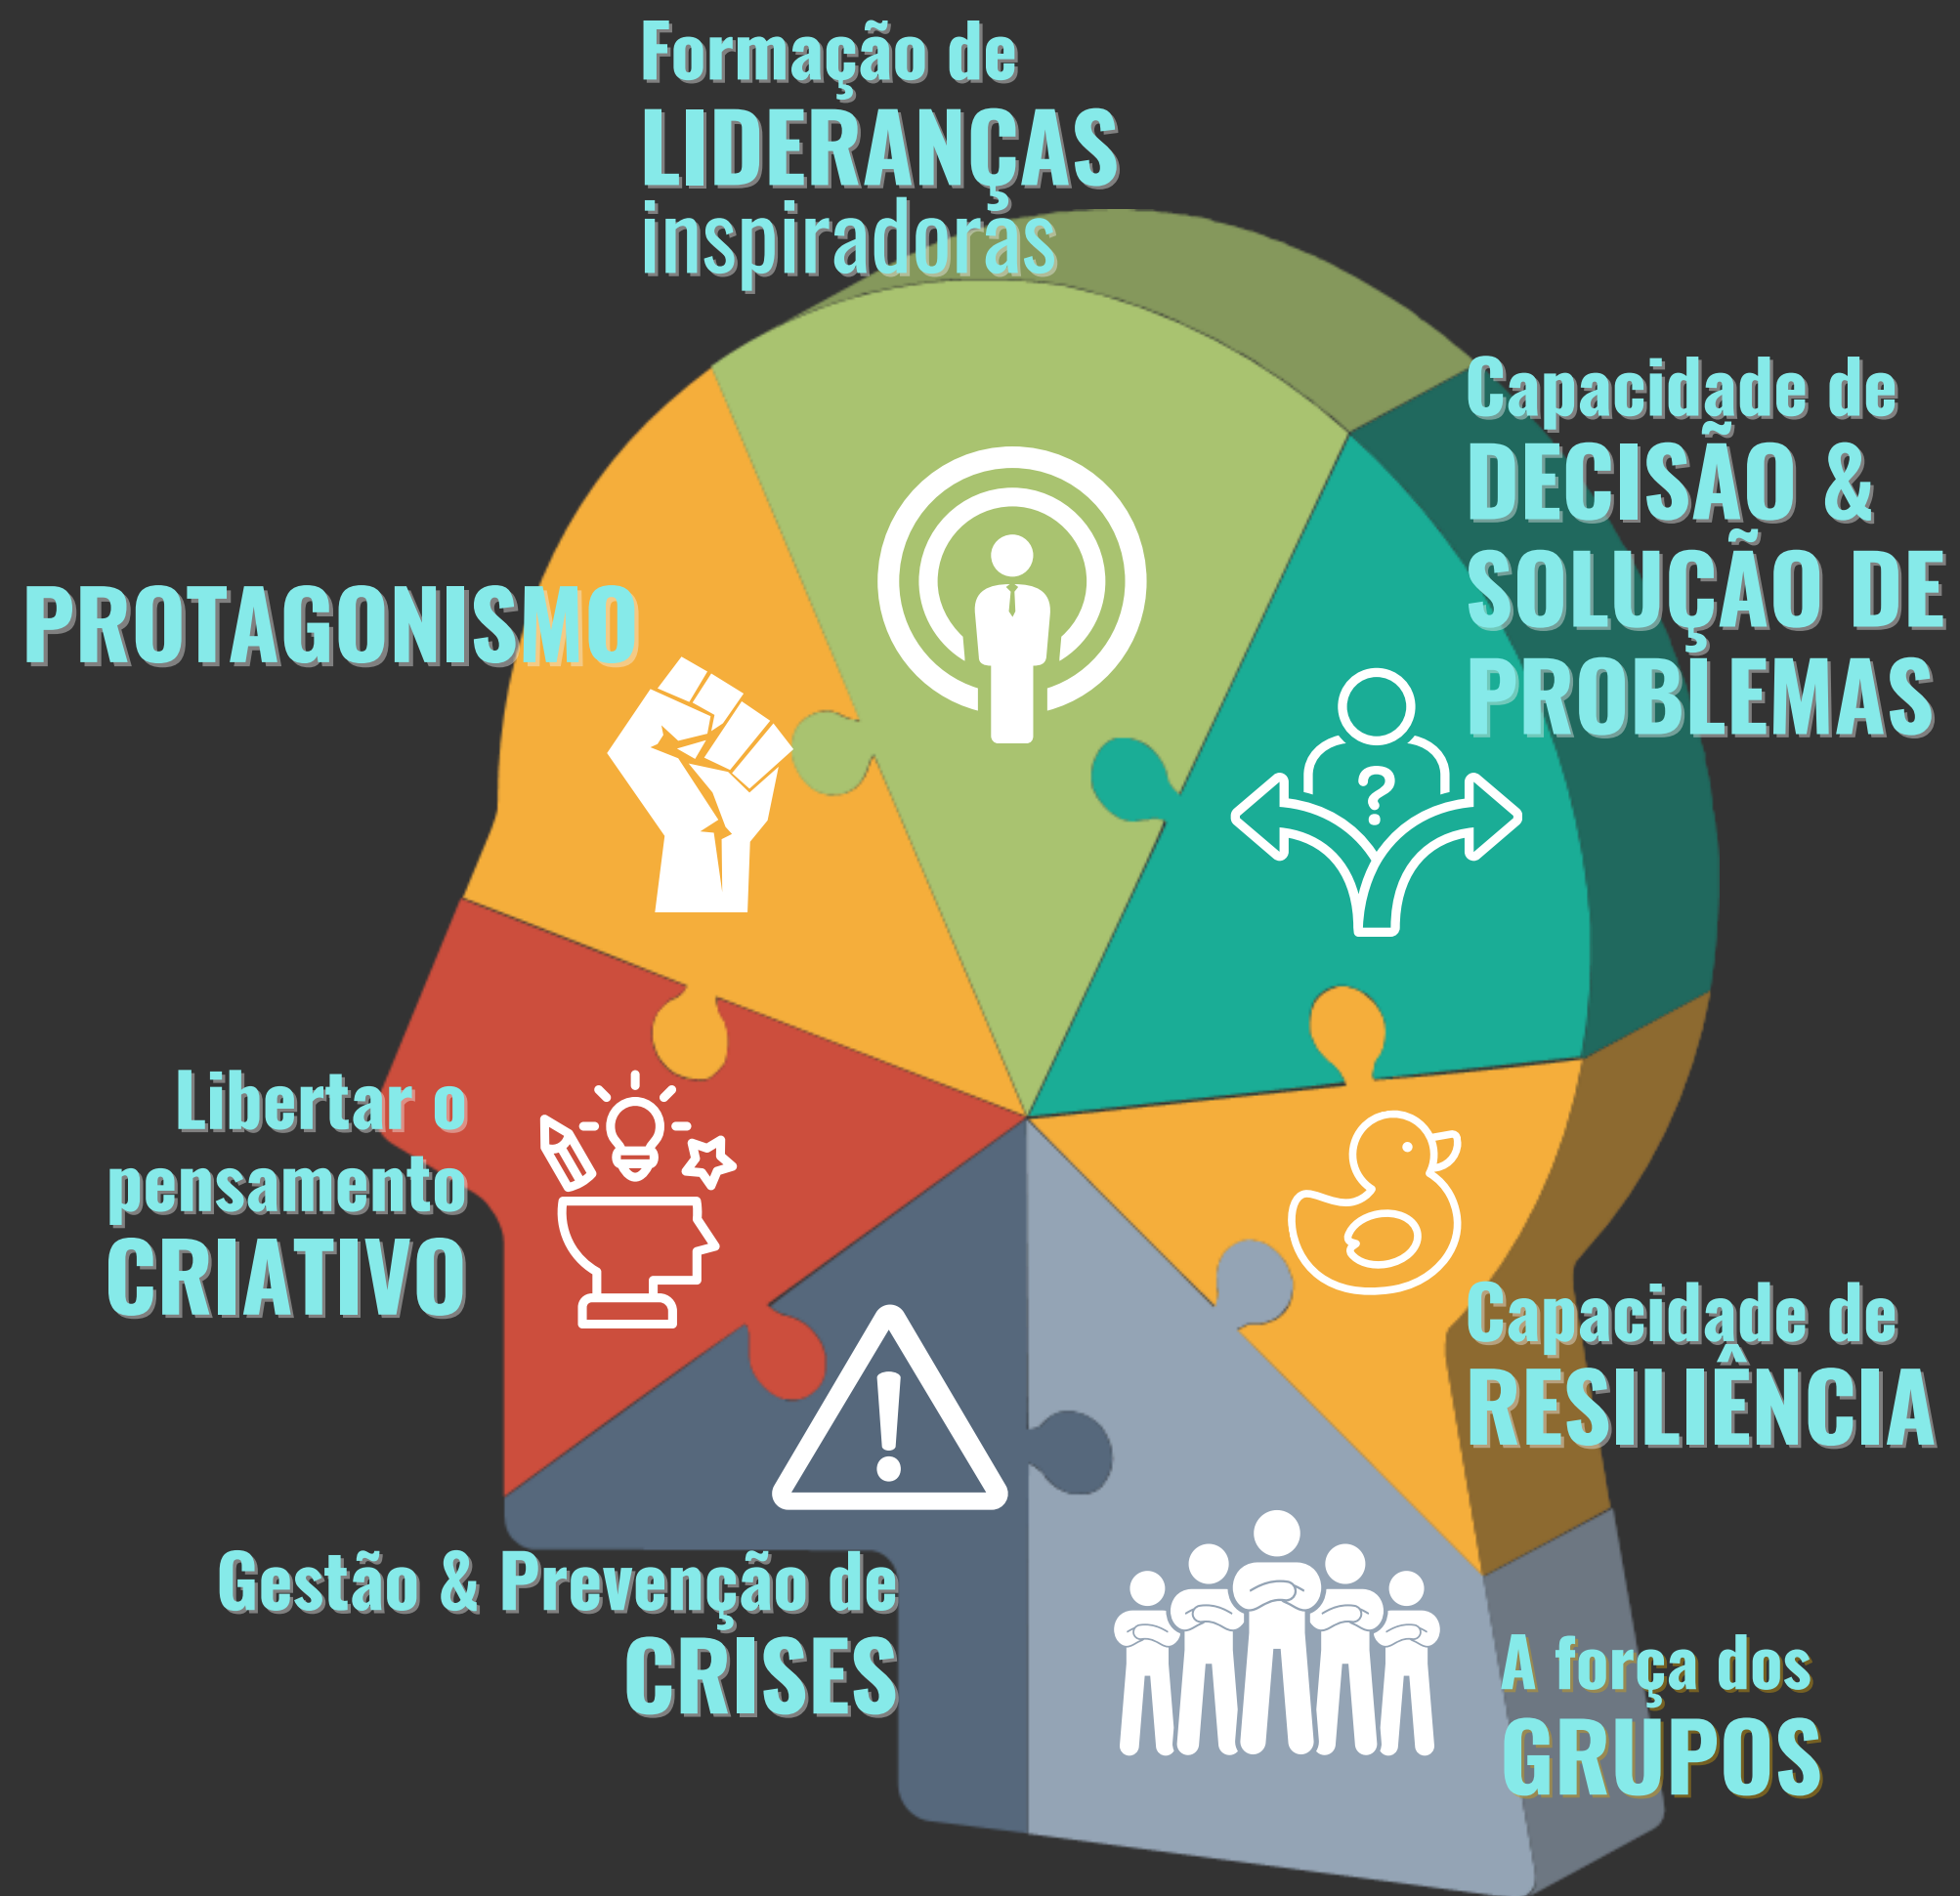 Formação de
LIDERANÇAS
inspiradoras
Capacidade de
DECISÃO &
SOLUÇÃO DE
PROBLEMAS
PROTAGONISMO
?
Libertar o
pensamento
CRIATIVO
!
Capacidade de
RESILIÊNCIA
Gestão & Prevenção de
CRISES
A força dos
GRUPOS